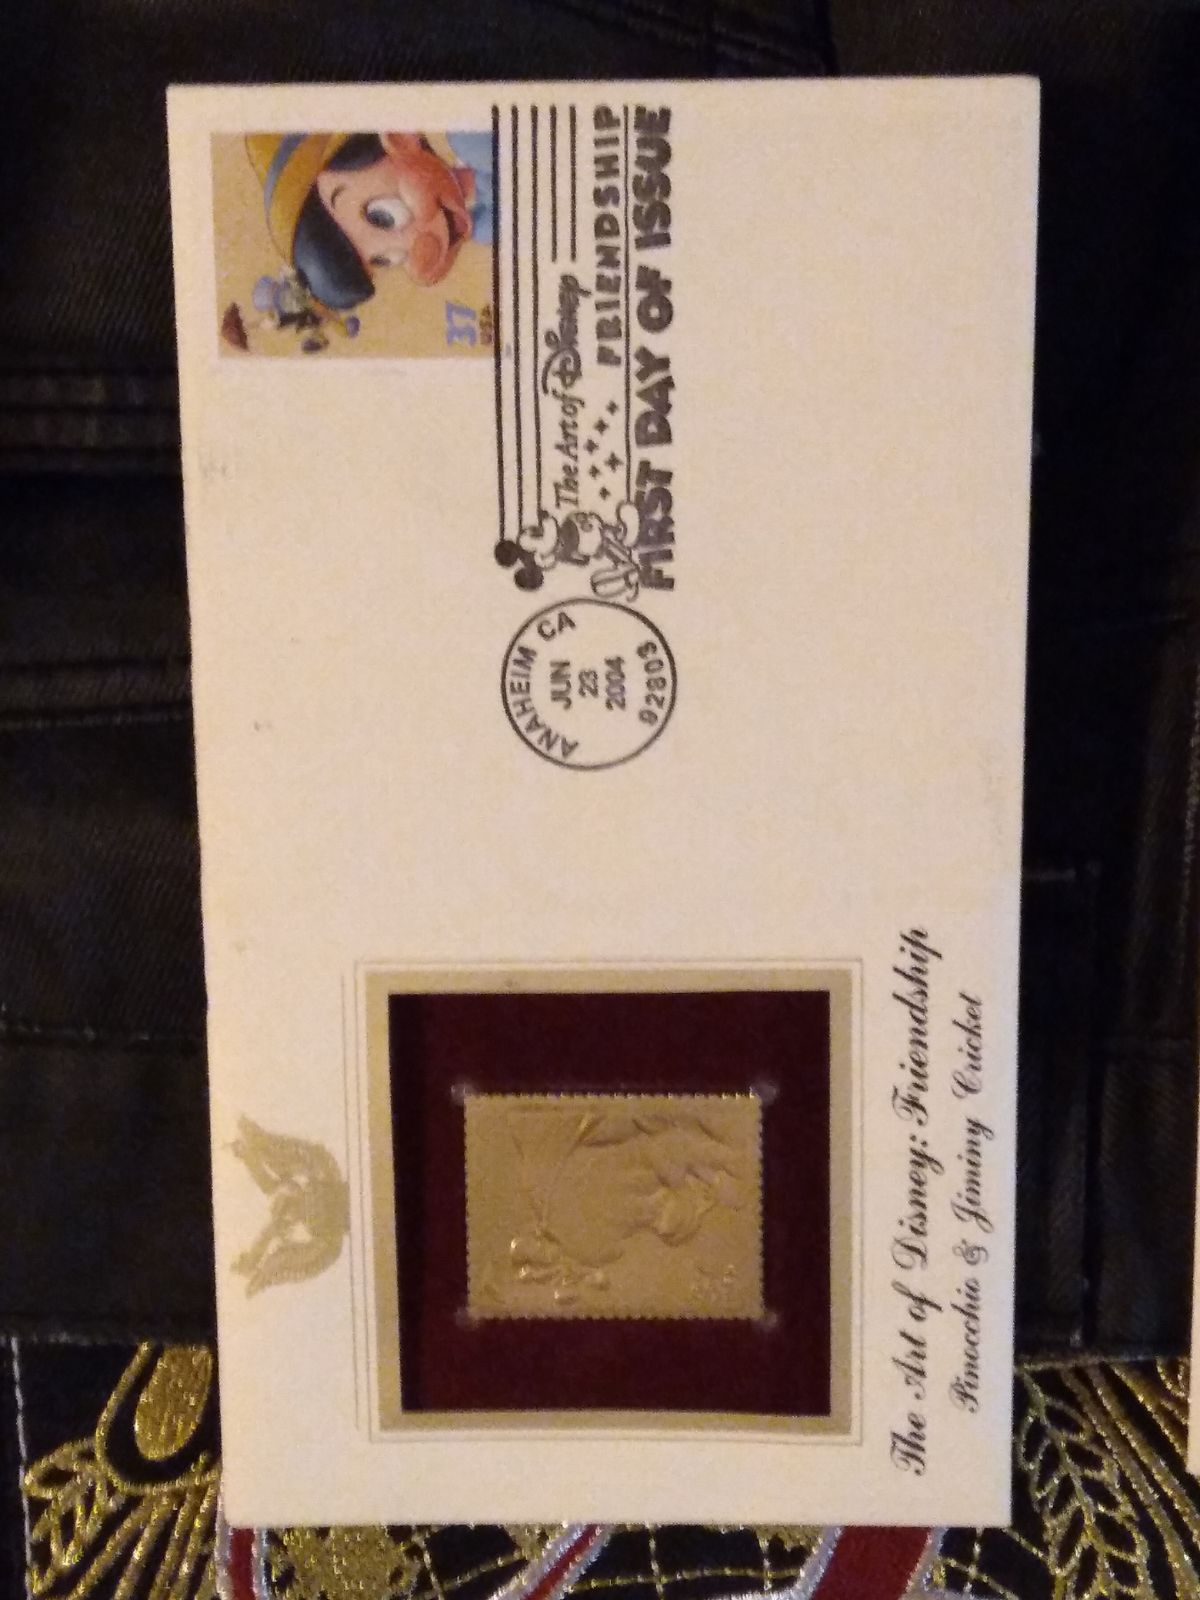 37
USA
The Art of Disney
FRIENDSHIP
FIRST DAY OF ISSUE
ANAHEIM CA
JUN
23
2004
92803
The Art of Disney: Friendship
Pinocchio & Jiminy Cricket